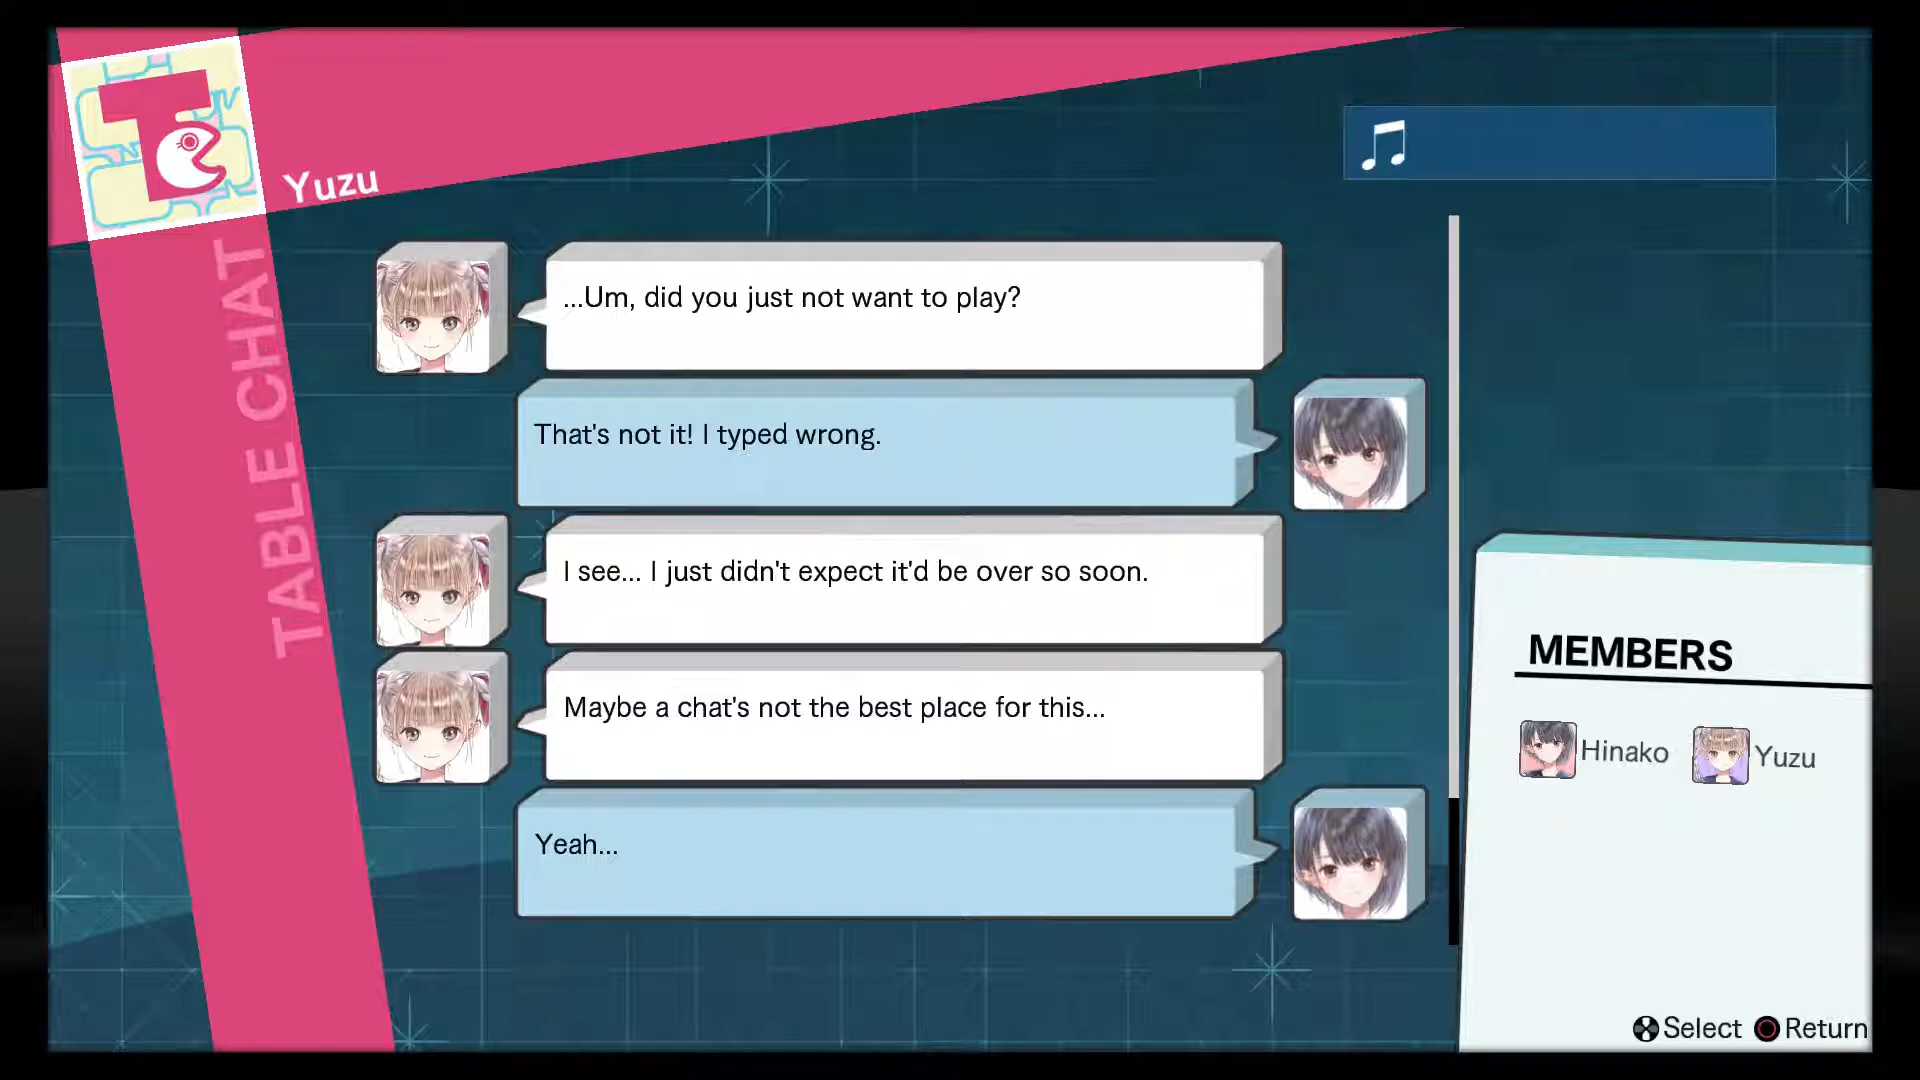 Yuzu
TABLE CHAT
...Um, did you just not want to play?
That's not it! I typed wrong.
I see... I just didn't expect it'd be over so soon.
Maybe a chat's not the best place for this...
Yeah...
MEMBERS
Hinako
Yuzu
Select
Return